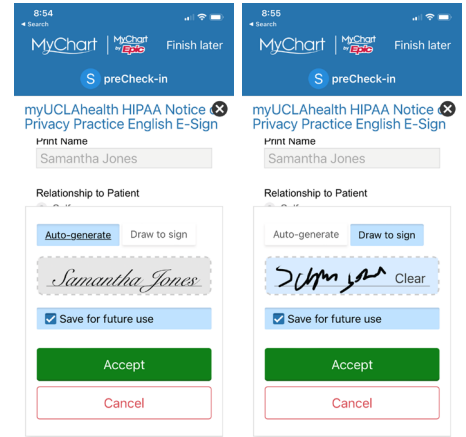 8:54
Search
MyChart MyChart by Epic Finish later
S preCheck-in
myUCLAhealth HIPAA Notice
Privacy Practice English E-Sign
Print Name
Samantha Jones
Relationship to Patient
Auto-generate Draw to sign
Samantha Jones
Save for future use
Accept
Cancel
8:55
Search
MyChart MyChart by Epic Finish later
S preCheck-in
myUCLAhealth HIPAA Notice
Privacy Practice English E-Sign
Print Name
Samantha Jones
Relationship to Patient
Auto-generate Draw to sign
Clear
Save for future use
Accept
Cancel